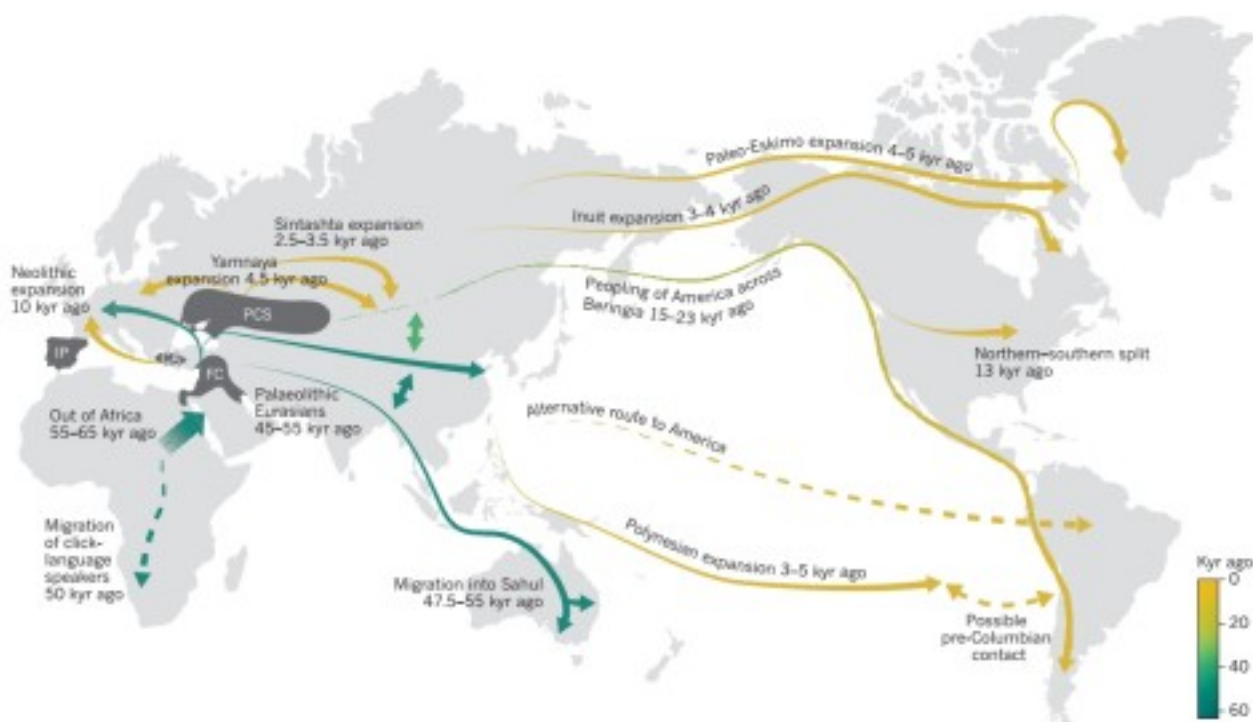 Paleo-Eskimo expansion 4–5 kyr ago
Inuit expansion 3–4 kyr ago
Sintashta expansion
2.5–3.5 kyr ago
Yamnaya
expansion 4.5 kyr ago
Neolithic
expansion
10 kyr ago
PCS
Peopling of America across
Beringia 15–23 kyr ago
IP
FC
Northern–southern split
13 kyr ago
Palaeolithic
Eurasians
45–55 kyr ago
Out of Africa
55–65 kyr ago
Alternative route to America
Migration
of click-
language
speakers
50 kyr ago
Polynesian expansion 3–5 kyr ago
Migration into Sahul
47.5–55 kyr ago
Possible
pre-Columbian
contact
Kyr ago
0
20
40
60